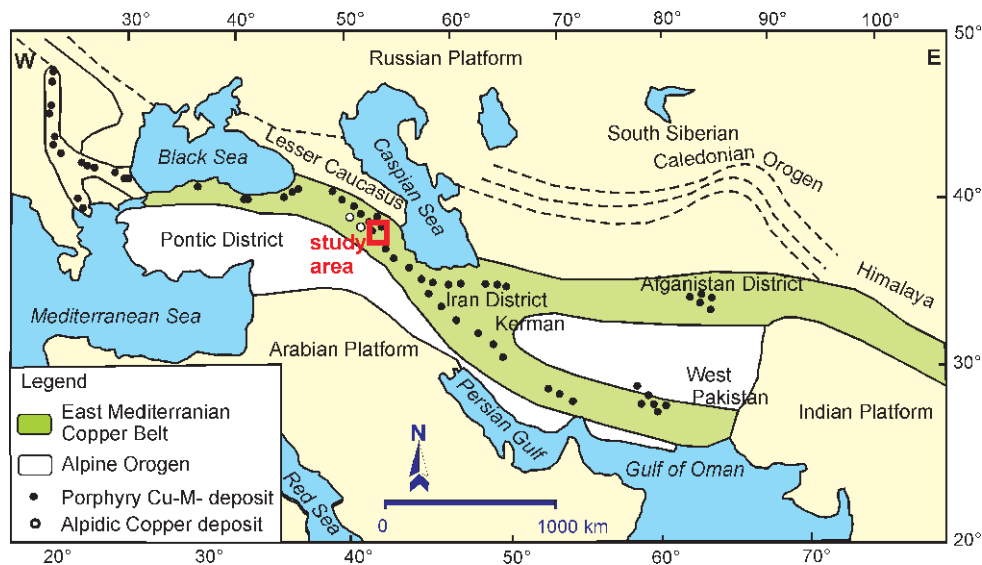 30° 40° 50° 60° 70° 80° 90° 100°
50°
W
E
Russian Platform
South Siberian
Caledonian Orogen
Black Sea
Lesser Caucasus
Caspian Sea
40°
Pontic District
study
area
Himalaya
Afganistan District
Iran District
Kerman
Mediterranean Sea
Arabian Platform
30°
West
Pakistan
Indian Platform
Persian Gulf
Gulf of Oman
Red Sea
Legend
East Mediterranian
Copper Belt
Alpine Orogen
Porphyry Cu-M- deposit
Alpidic Copper deposit
N
0 1000 km
20°
20° 30° 40° 50° 60° 70°